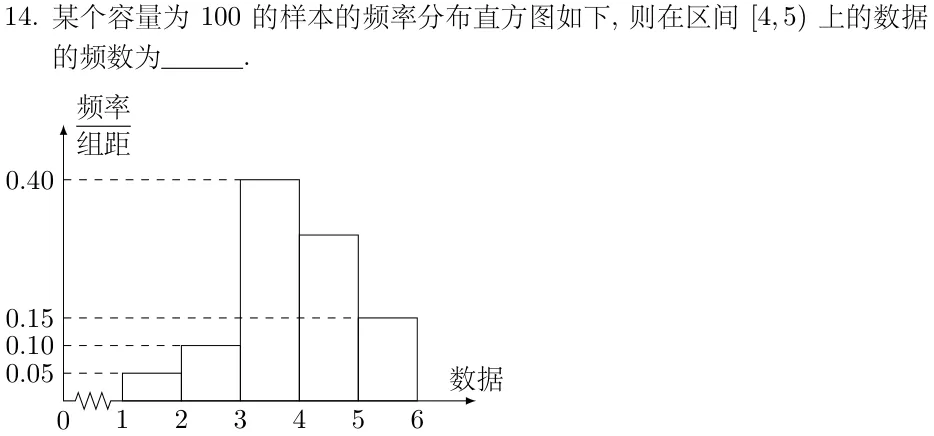 14. 某个容量为 100 的样本的频率分布直方图如下, 则在区间 [4, 5) 上的数据
的频数为______.
频率
组距
0.40
0.15
0.10
0.05
数据
0 1 2 3 4 5 6